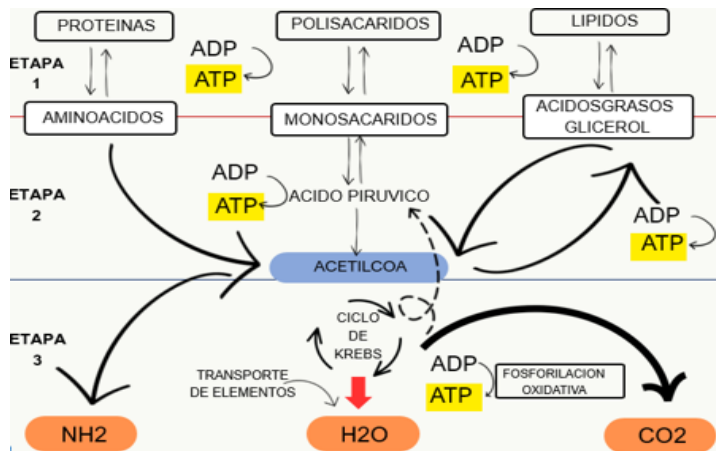 PROTEINAS
POLISACARIDOS
LIPIDOS
ADP
ATP
ADP
ATP
ETAPA
1
AMINOACIDOS
MONOSACARIDOS
ACIDOSGRASOS
GLICEROL
ETAPA
2
ADP
ATP
ACIDO PIRUVICO
ADP
ATP
ACETILCOA
ETAPA
3
CICLO
DE
KREBS
TRANSPORTE
DE ELEMENTOS
ADP
ATP
FOSFORILACION
OXIDATIVA
NH2
H2O
CO2